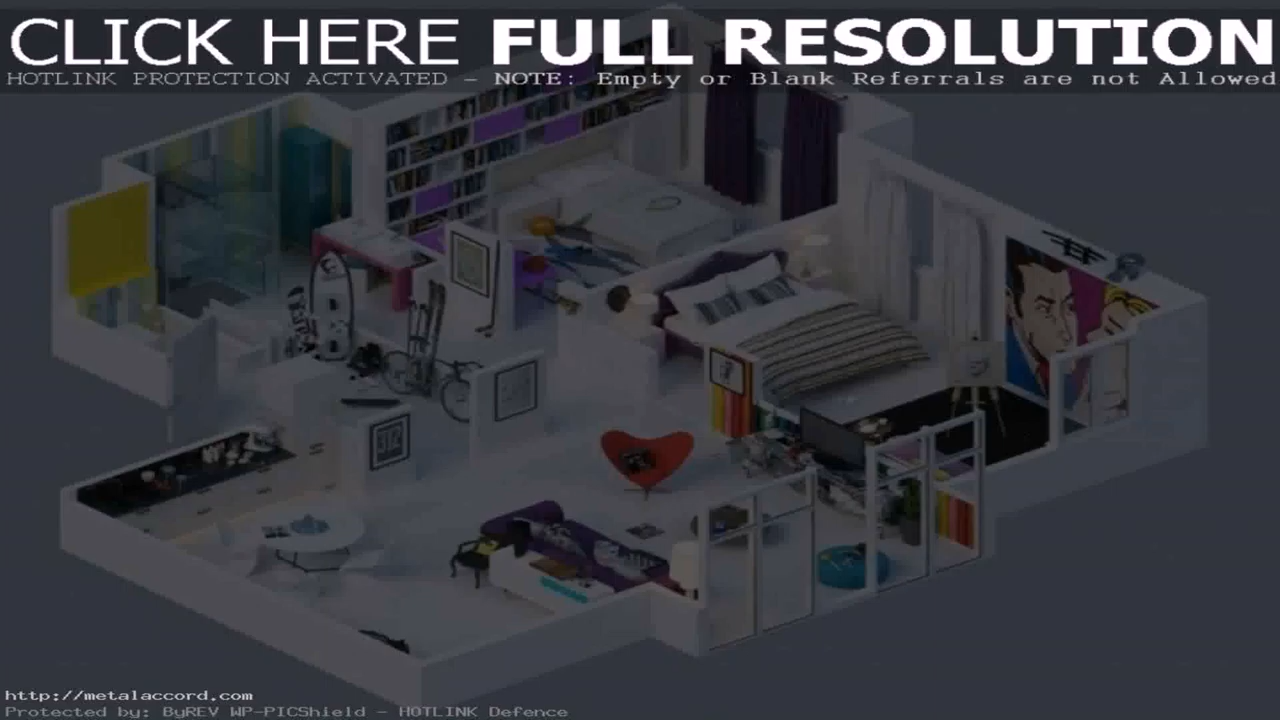 CLICK HERE FULL RESOLUTION
HOTLINK PROTECTION ACTIVATED – NOTE: Empty or Blank Referrals are not Allowed
http://metalaccord.com
Protected by: ByREV WP-PICShield – HOTLINK Defence